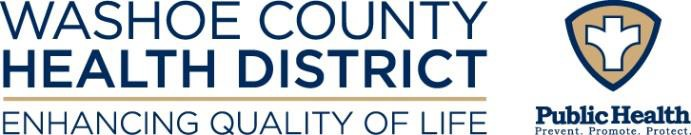 WASHOE COUNTY
HEALTH DISTRICT
ENHANCING QUALITY OF LIFE
Public Health
Prevent. Promote. Protect.